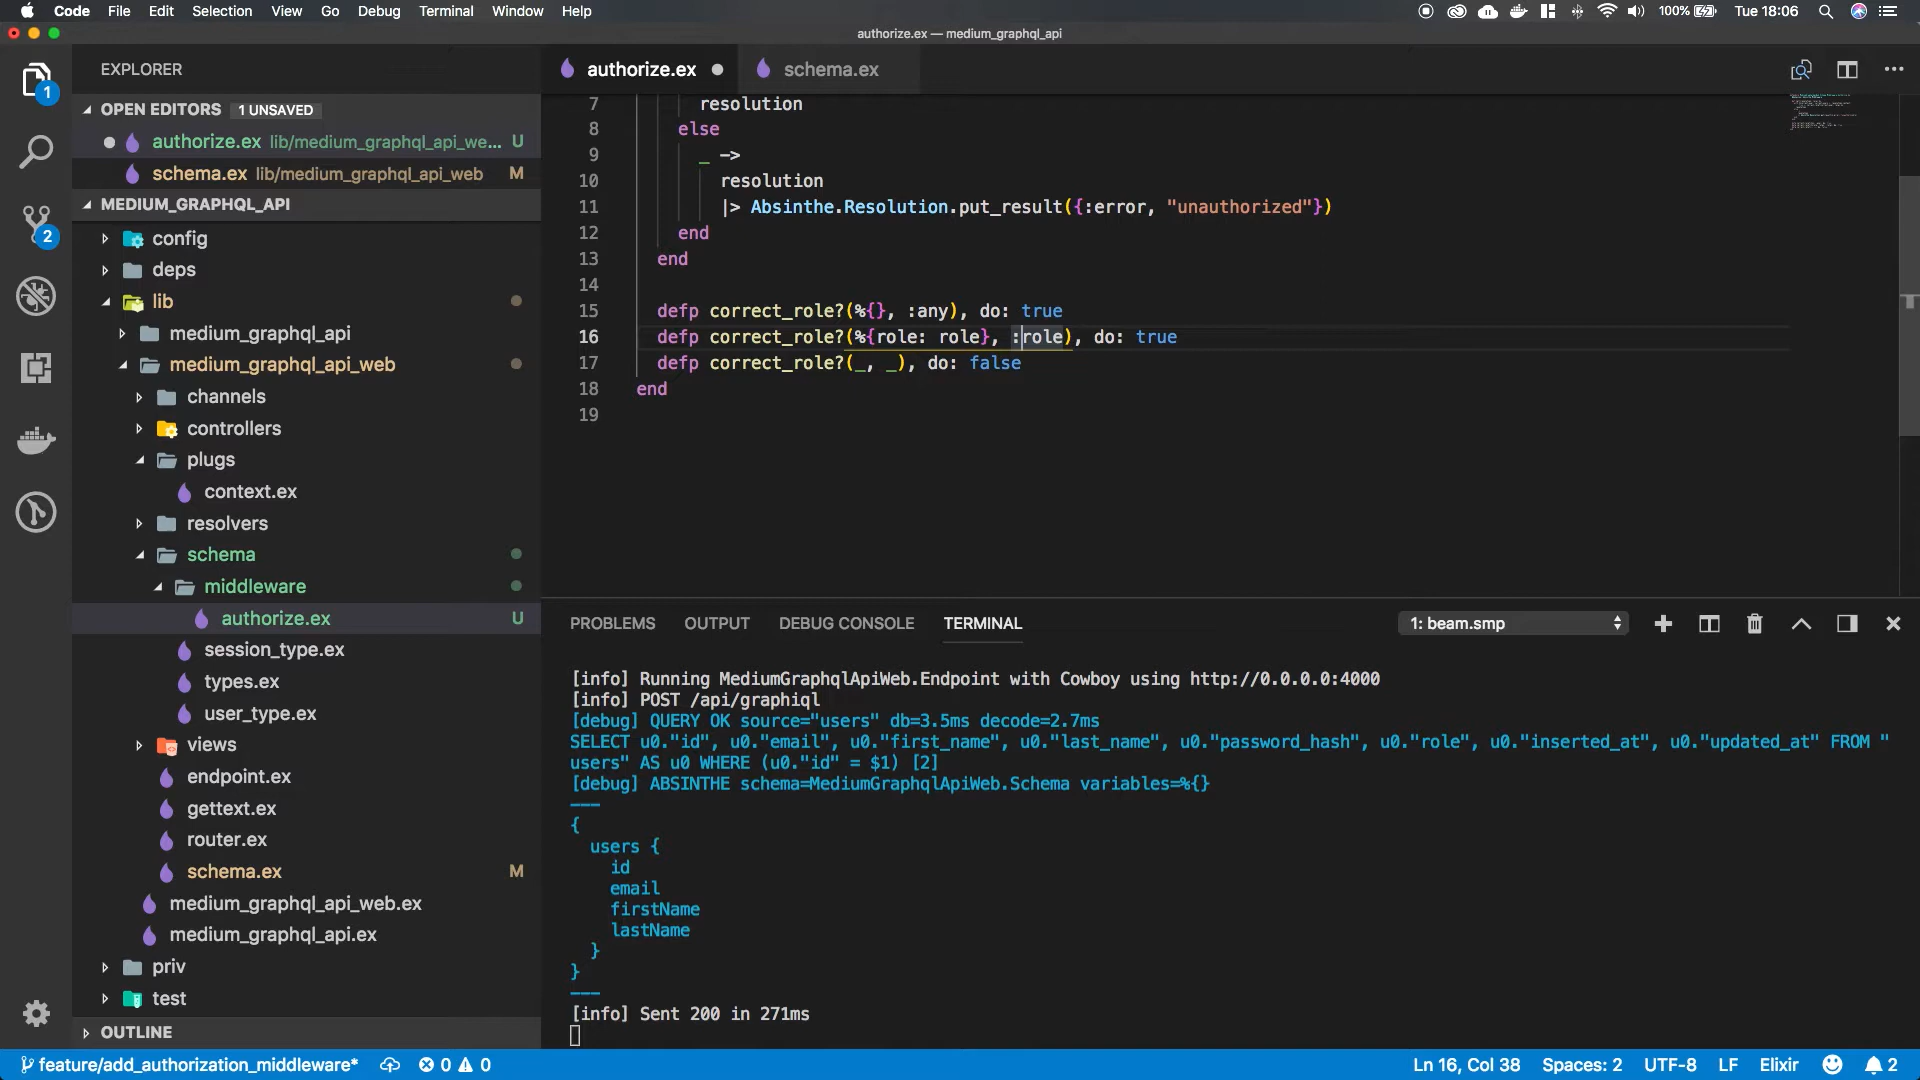 Code File Edit Selection View Go Debug Terminal Window Help
100% Tue 18:06
authorize.ex — medium_graphql_api
EXPLORER
OPEN EDITORS 1 UNSAVED
authorize.ex lib/medium_graphql_api_we... U
schema.ex lib/medium_graphql_api_web M
MEDIUM_GRAPHQL_API
config
deps
lib
medium_graphql_api
medium_graphql_api_web
channels
controllers
plugs
context.ex
resolvers
schema
middleware
authorize.ex U
session_type.ex
types.ex
user_type.ex
views
endpoint.ex
gettext.ex
router.ex
schema.ex M
medium_graphql_api_web.ex
medium_graphql_api.ex
priv
test
OUTLINE
1
2
authorize.ex schema.ex
7 resolution
8 else
9 _ ->
10 resolution
11 |> Absinthe.Resolution.put_result({:error, "unauthorized"})
12 end
13 end
14
15 defp correct_role?(%{}, :any), do: true
16 defp correct_role?(%{role: role}, :role), do: true
17 defp correct_role?(_, _), do: false
18 end
19
PROBLEMS OUTPUT DEBUG CONSOLE TERMINAL 1: beam.smp
[info] Running MediumGraphqlApiWeb.Endpoint with Cowboy using http://0.0.0.0:4000
[info] POST /api/graphiql
[debug] QUERY OK source="users" db=3.5ms decode=2.7ms
SELECT u0."id", u0."email", u0."first_name", u0."last_name", u0."password_hash", u0."role", u0."inserted_at", u0."updated_at" FROM "
users" AS u0 WHERE (u0."id" = $1) [2]
[debug] ABSINTHE schema=MediumGraphqlApiWeb.Schema variables=%{}
---
{
users {
id
email
firstName
lastName
}
}
---
[info] Sent 200 in 271ms
feature/add_authorization_middleware* 0 0 Ln 16, Col 38 Spaces: 2 UTF-8 LF Elixir 2